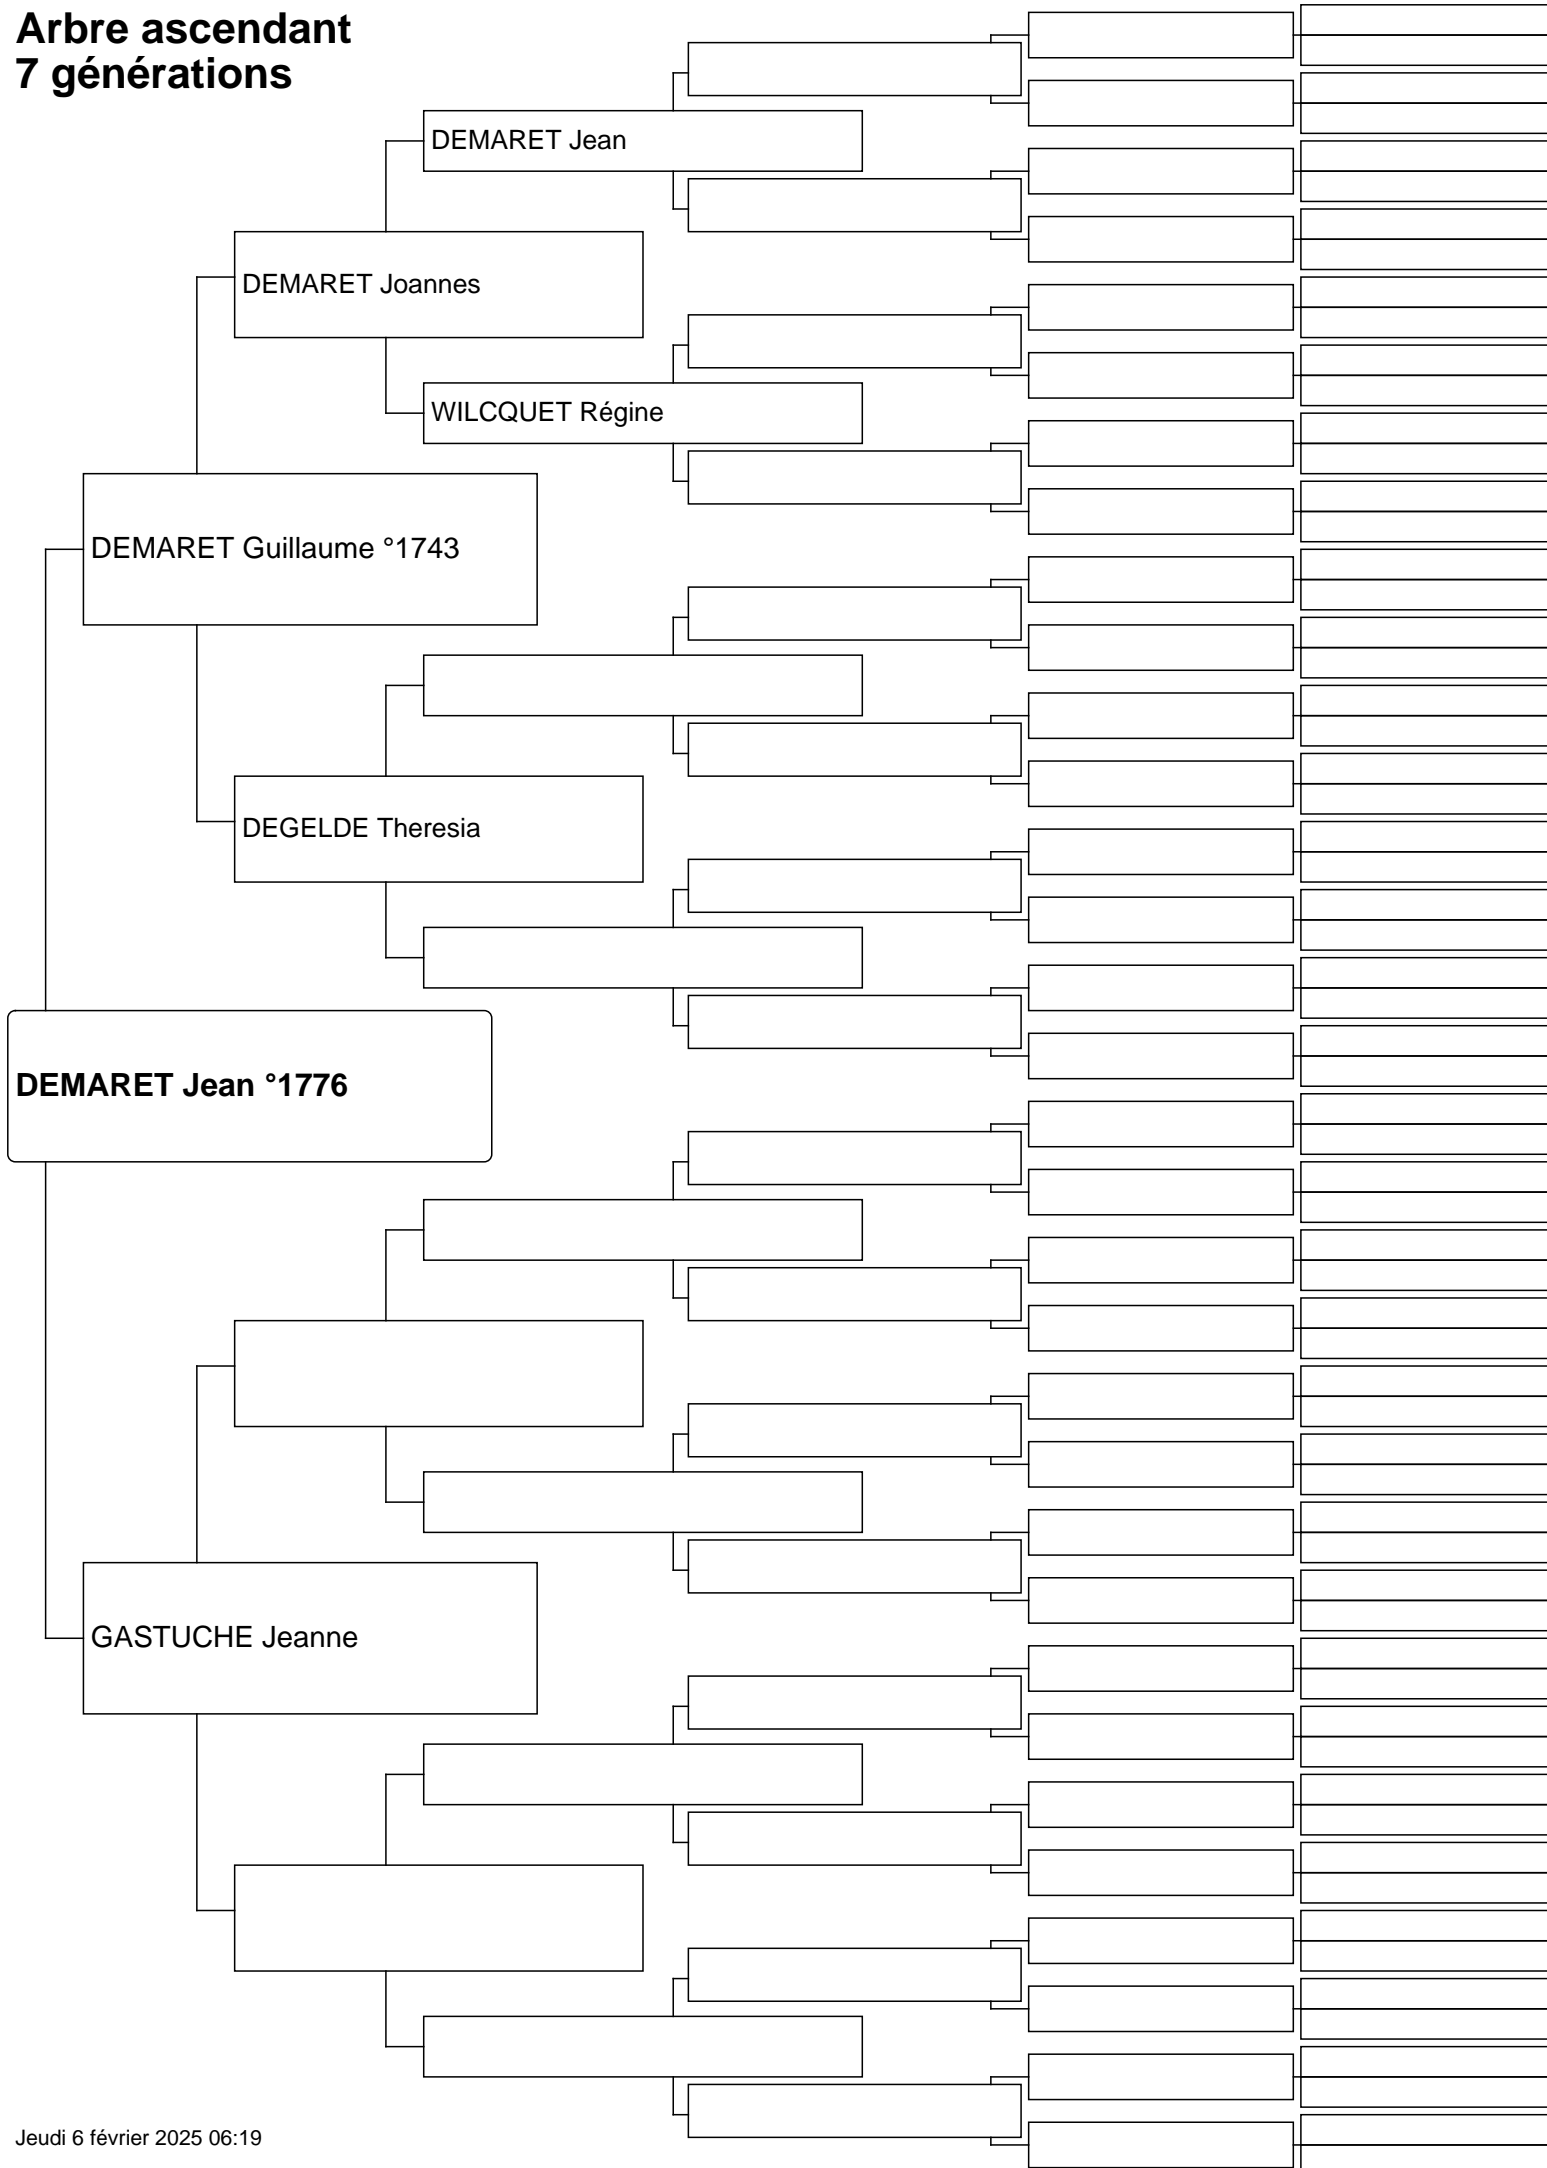 Arbre ascendant
7 générations
DEMARET Jean
DEMARET Joannes
WILCQUET Régine
DEMARET Guillaume °1743
DEGELDE Theresia
DEMARET Jean °1776
GASTUCHE Jeanne
Jeudi 6 février 2025 06:19